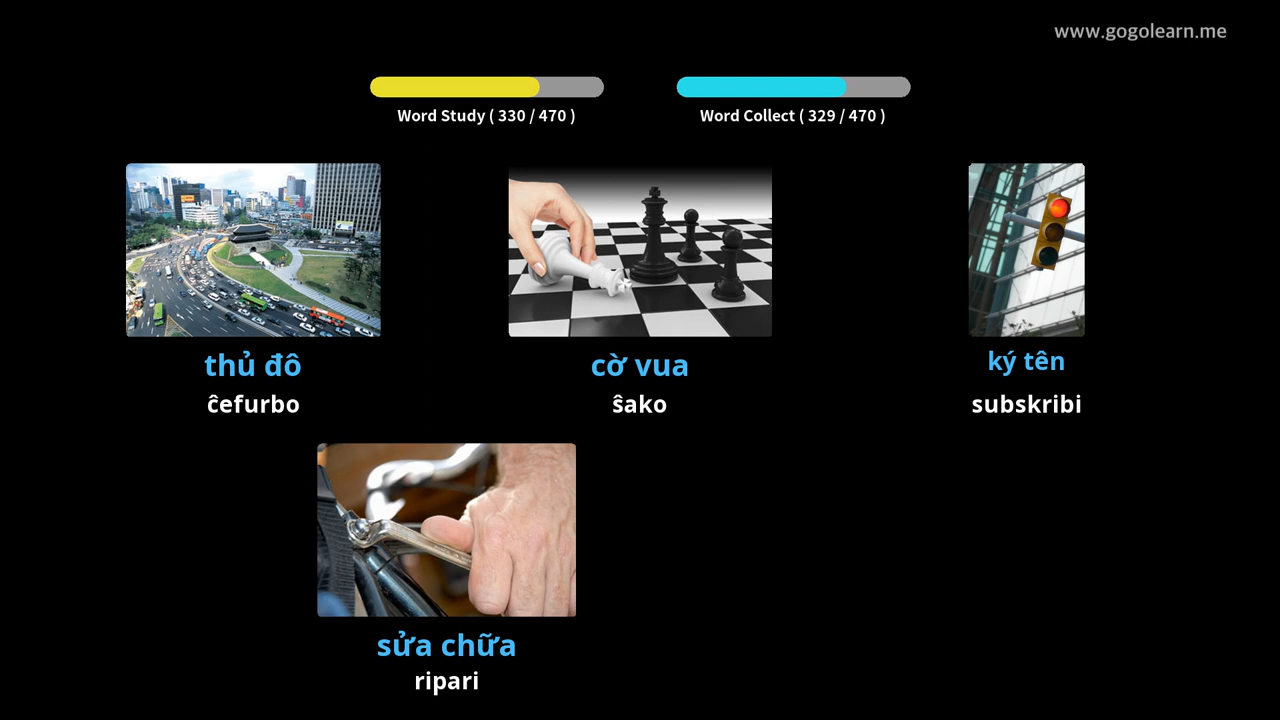 www.gogolearn.me
Word Study ( 330 / 470 )
Word Collect ( 329 / 470 )
thủ đô
ĉefurbo
cờ vua
ŝako
ký tên
subskribi
sửa chữa
ripari